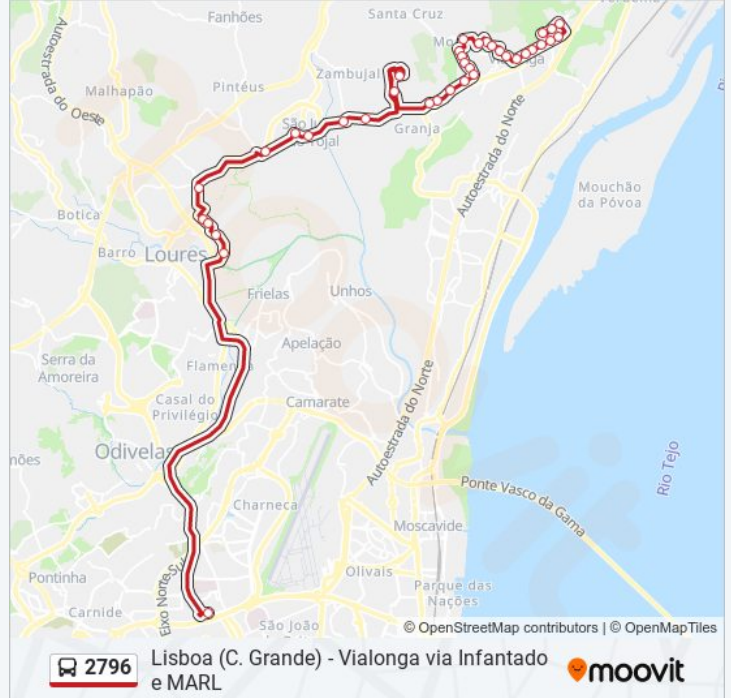 Fanhões
Santa Cruz
Autoestrada do Oeste
Malhapão
Pintéus
Zambujal
Granja
Autoestrada do Norte
Mouchão
da Póvoa
Botica
Barro
Loures
Frielas
Unhos
Apelação
Serra da
Amoreira
Casal do
Privilégio
Camarate
Autoestrada do Norte
Odivelas
Ponte Vasco da Gama
Rio Tejo
Charneca
Moscavide
Olivais
Pontinha
Eixo Norte-Sul
Parque das
Nações
Carnide
São João
© OpenStreetMap contributors | © OpenMapTiles
2796
Lisboa (C. Grande) - Vialonga via Infantado
e MARL
moovit